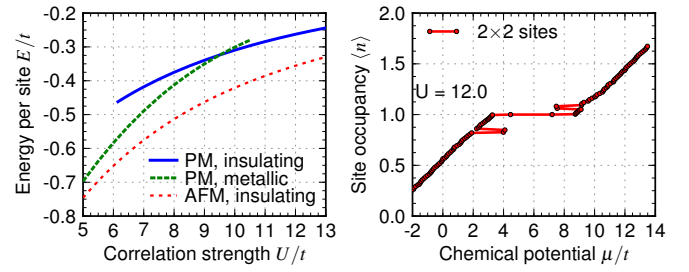 -0.2
-0.3
-0.4
-0.5
-0.6
-0.7
-0.8
Energy per site E/t
PM, insulating
PM, metallic
AFM, insulating
5 6 7 8 9 10 11 12 13
Correlation strength U/t
2.0
1.5
1.0
0.5
0.0
Site occupancy ⟨n⟩
2×2 sites
U = 12.0
-2 0 2 4 6 8 10 12 14
Chemical potential μ/t